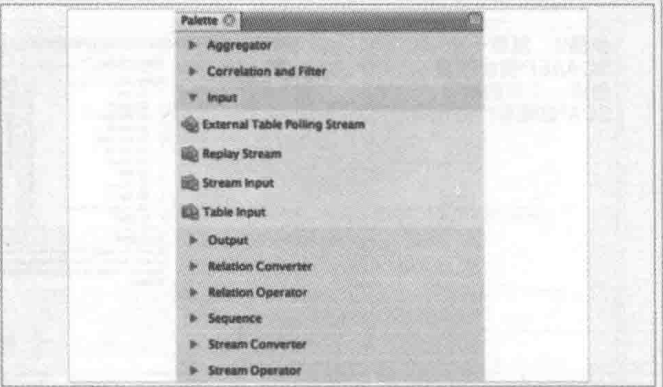 Palette
Aggregator
Correlation and Filter
Input
External Table Polling Stream
Replay Stream
Stream Input
Table Input
Output
Relation Converter
Relation Operator
Sequence
Stream Converter
Stream Operator